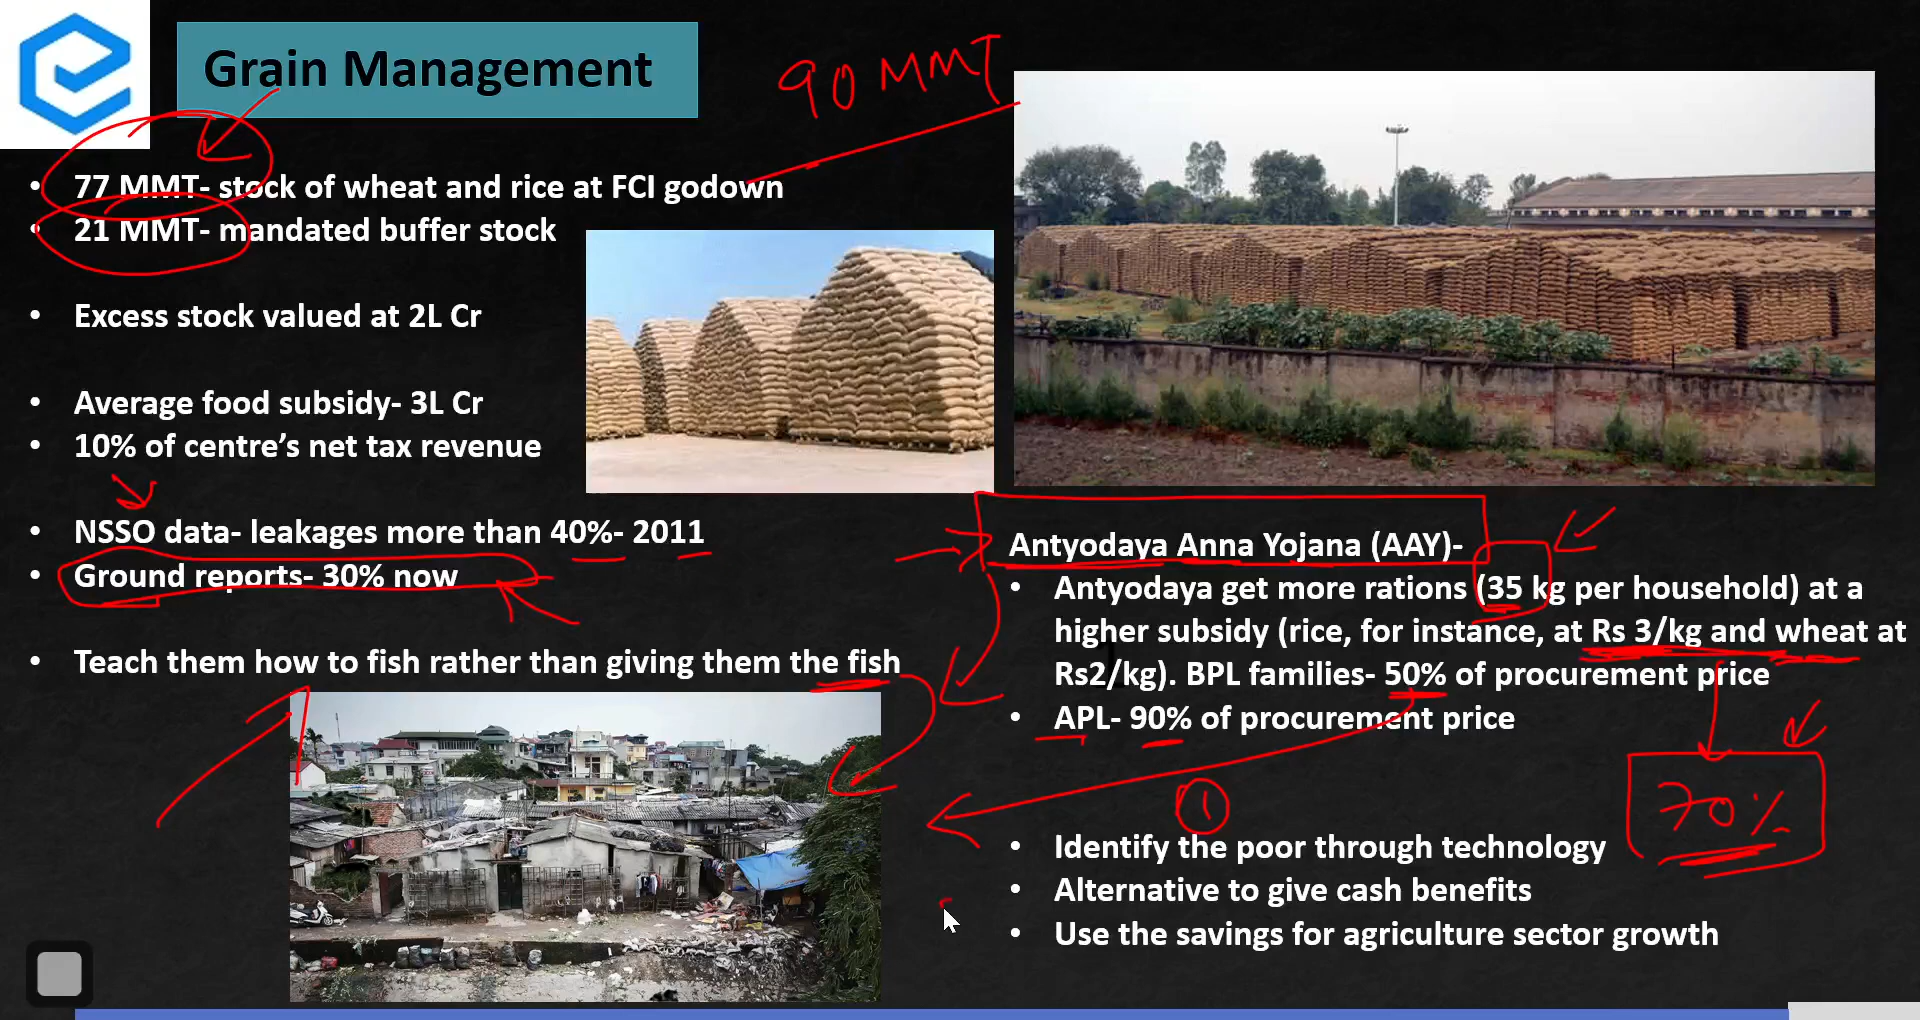 Grain Management
90 MMT
77 MMT- stock of wheat and rice at FCI godown
21 MMT- mandated buffer stock
Excess stock valued at 2L Cr
Average food subsidy- 3L Cr
10% of centre's net tax revenue
NSSO data- leakages more than 40%- 2011
Ground reports- 30% now
Teach them how to fish rather than giving them the fish
Antyodaya Anna Yojana (AAY)-
Antyodaya get more rations (35 kg per household) at a
higher subsidy (rice, for instance, at Rs 3/kg and wheat at
Rs2/kg). BPL families- 50% of procurement price
APL- 90% of procurement price
70%
1
Identify the poor through technology
Alternative to give cash benefits
Use the savings for agriculture sector growth